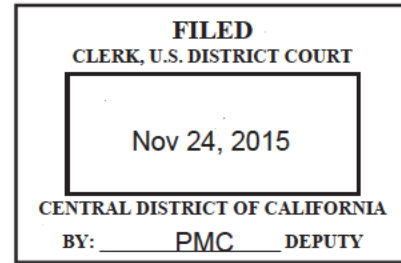 FILED
CLERK, U.S. DISTRICT COURT
Nov 24, 2015
CENTRAL DISTRICT OF CALIFORNIA
BY: PMC DEPUTY